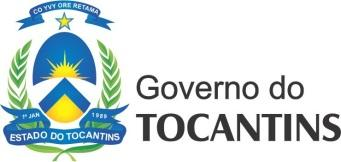 CO YVY ORE RETAMA
1º JAN 1989
ESTADO DO TOCANTINS
Governo do
TOCANTINS